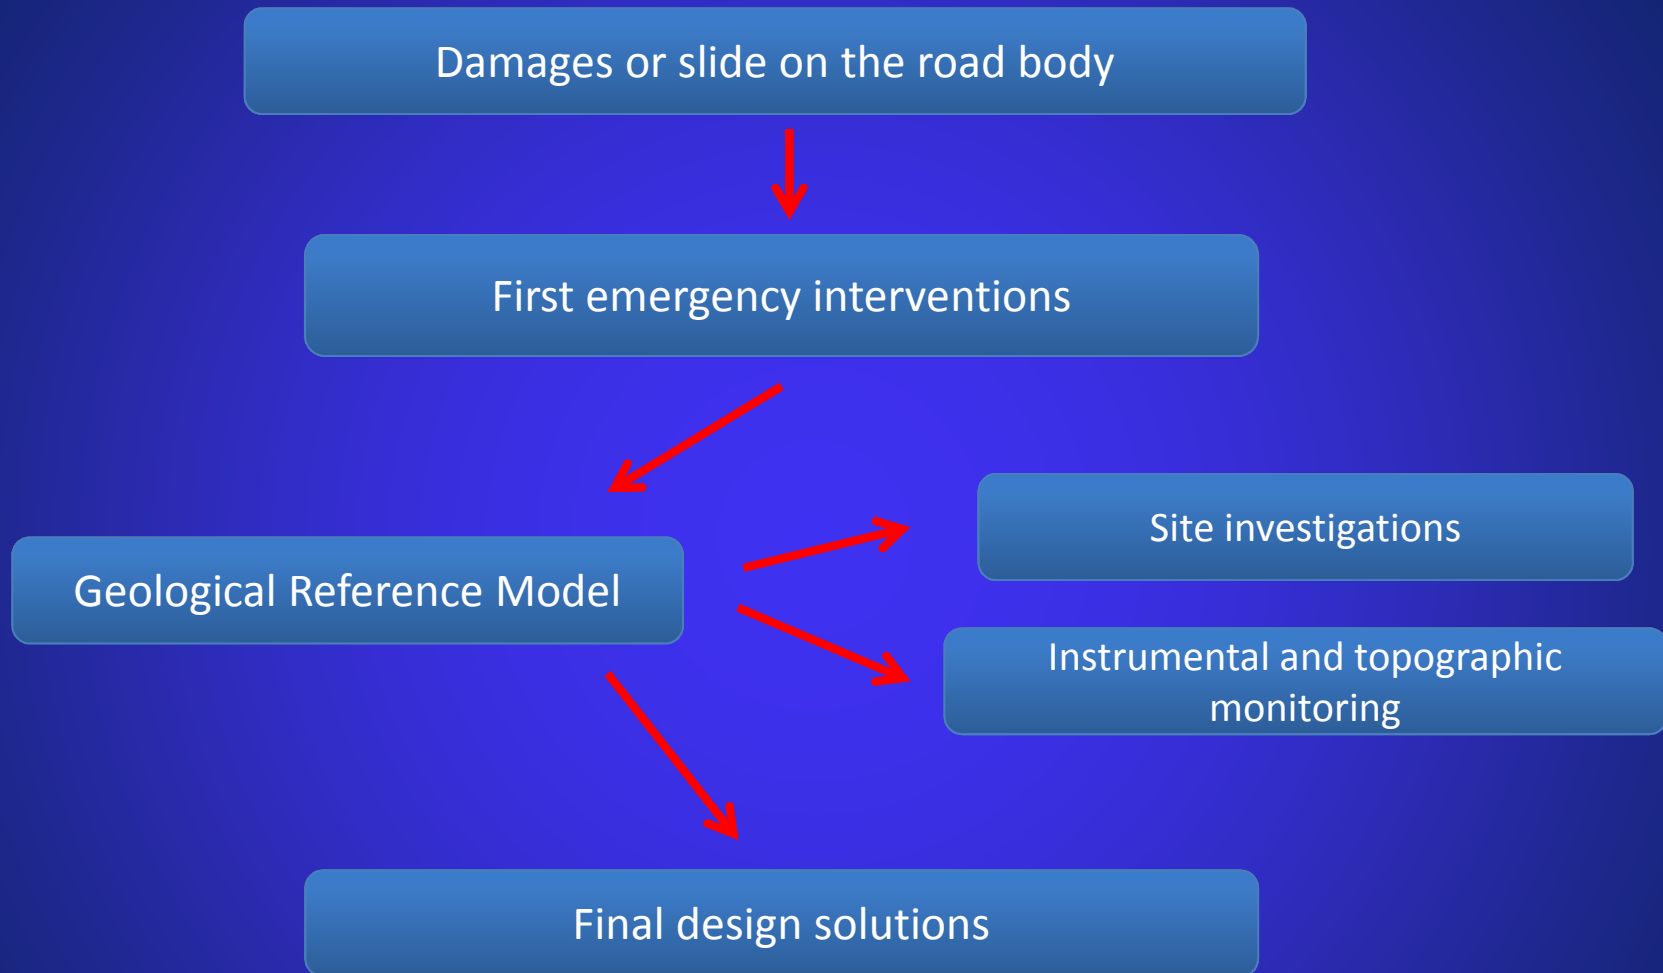 Damages or slide on the road body
First emergency interventions
Site investigations
Geological Reference Model
Instrumental and topographic
monitoring
Final design solutions